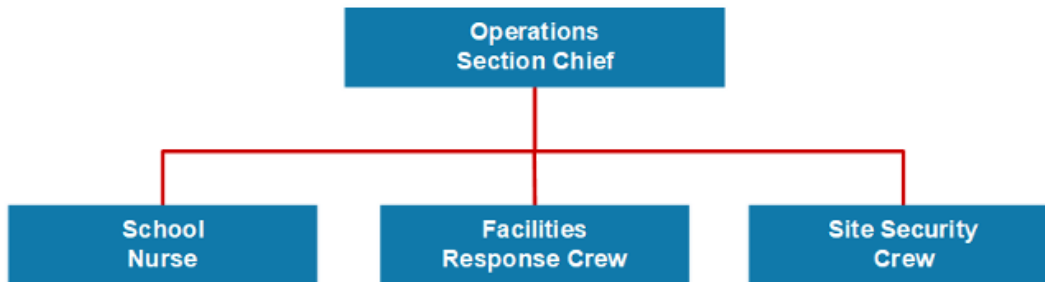 Operations
Section Chief
School
Nurse
Facilities
Response Crew
Site Security
Crew